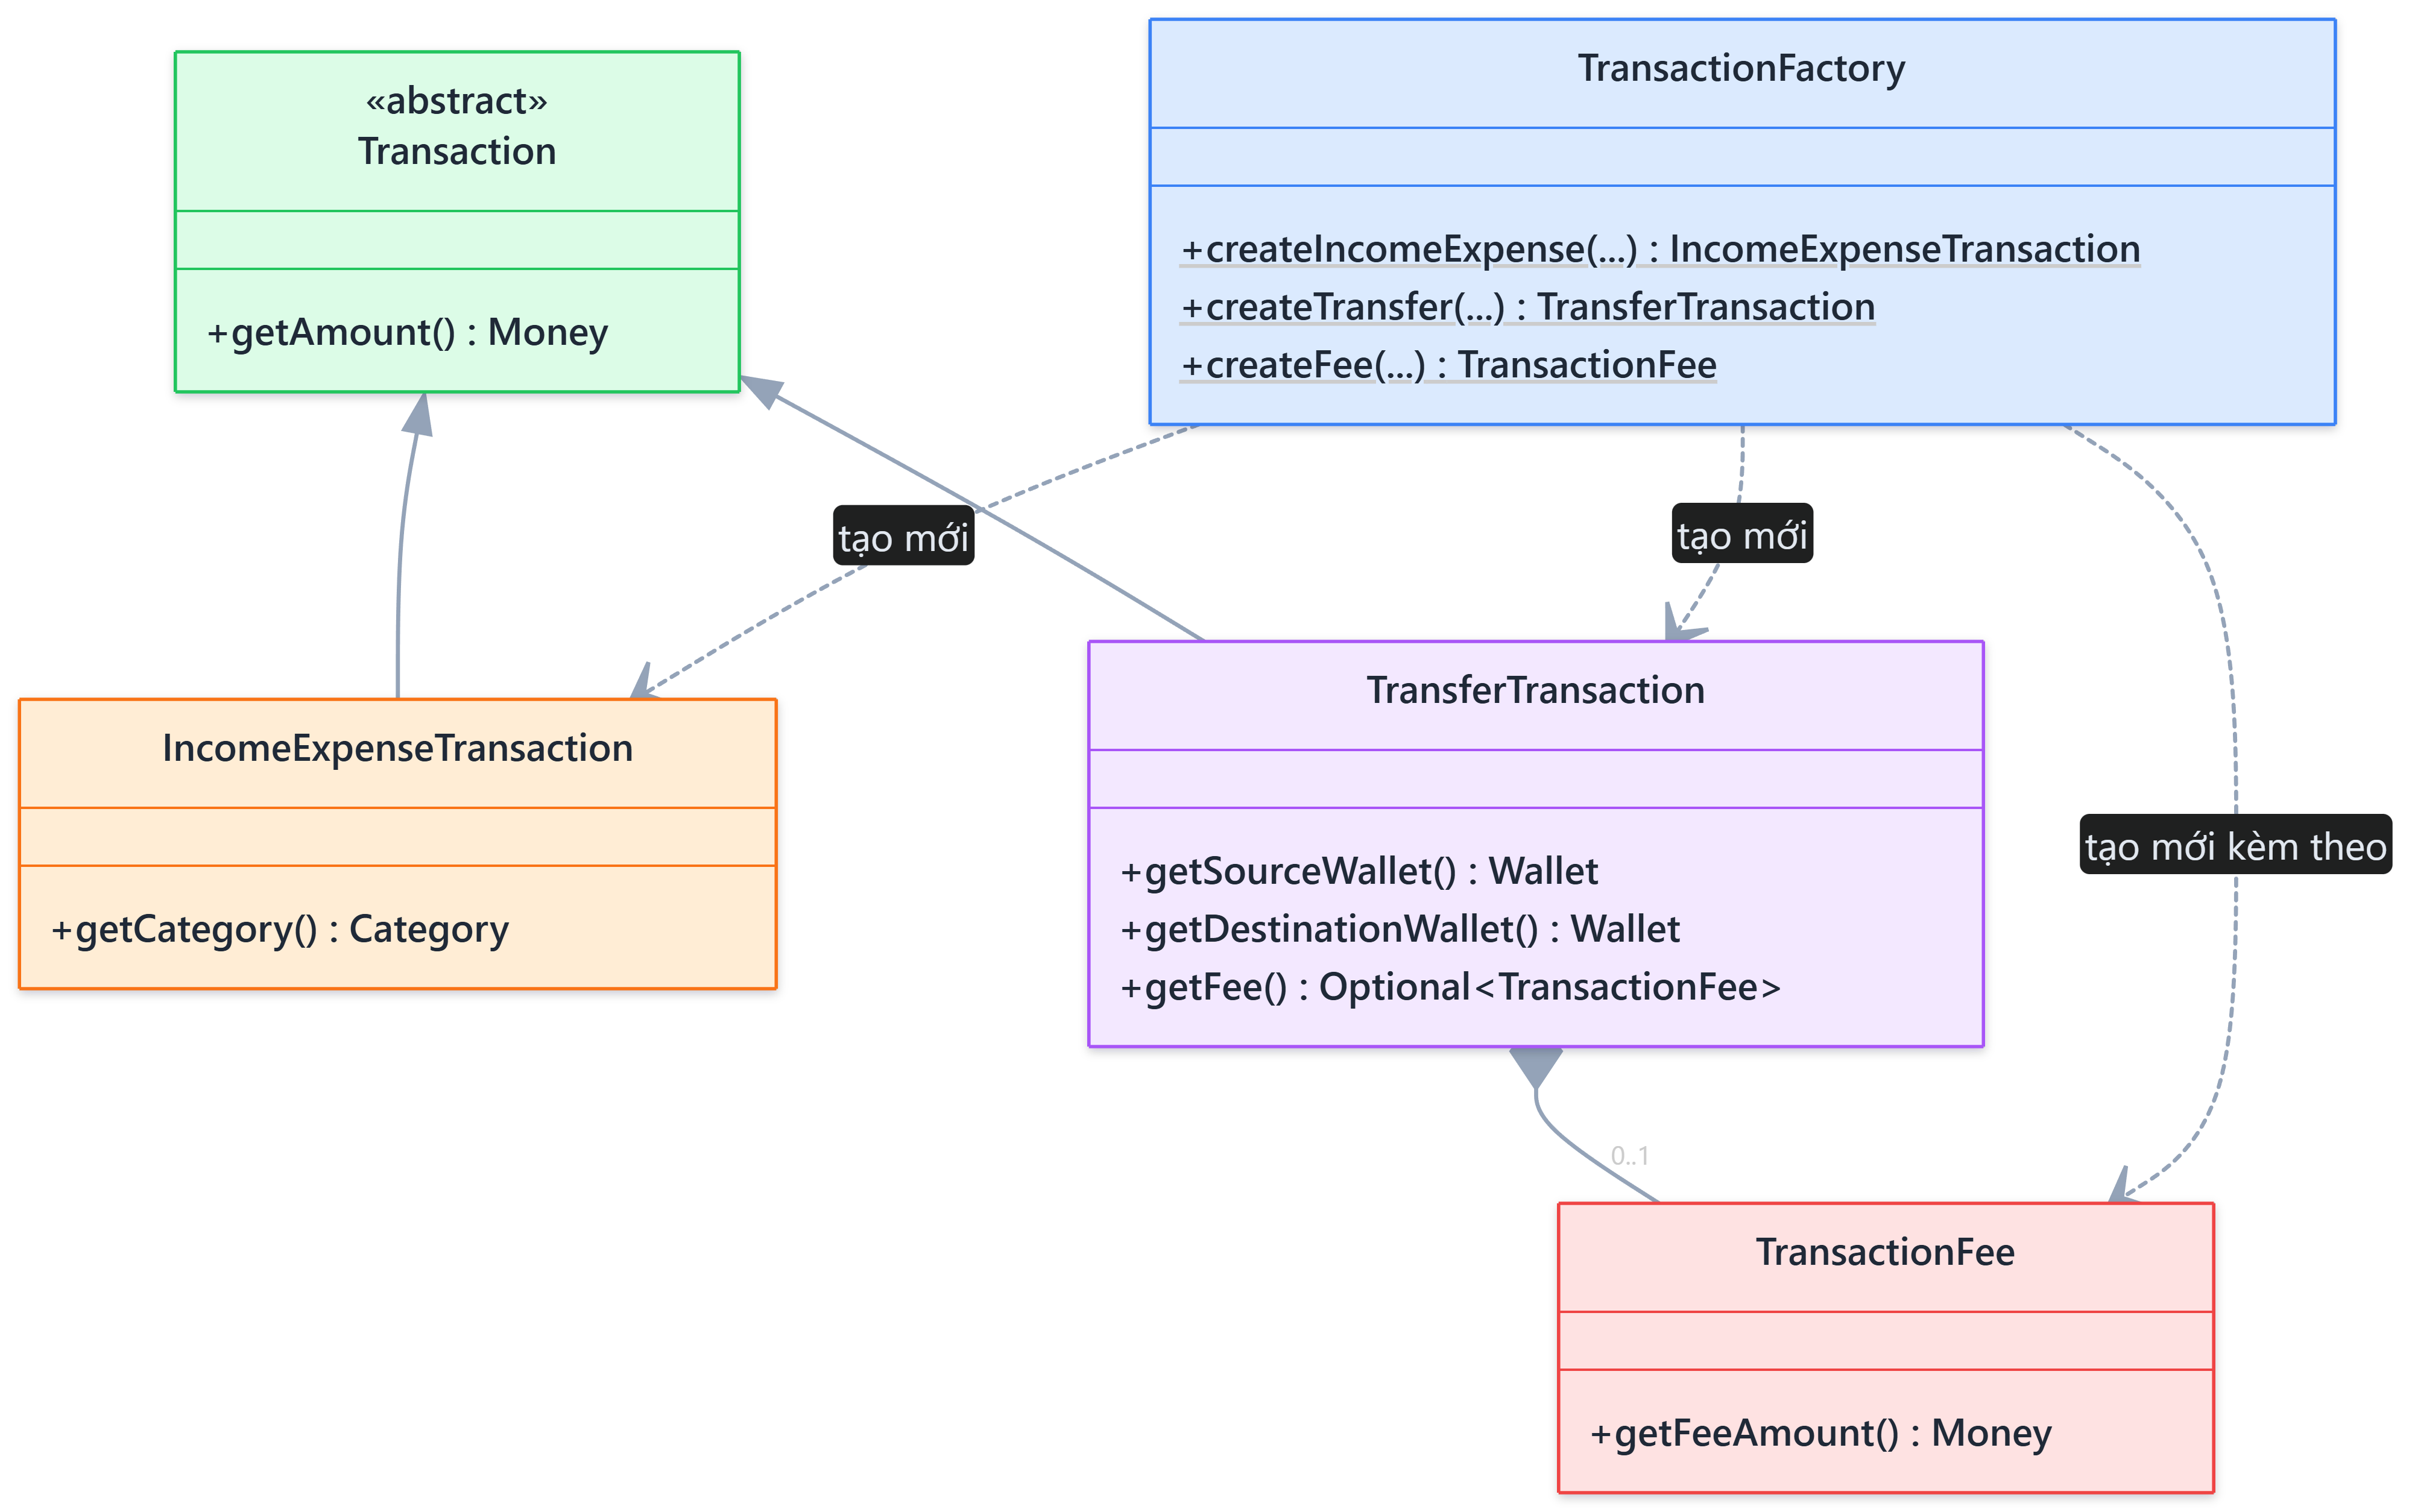 «abstract»
Transaction
+getAmount() : Money
TransactionFactory
+createIncomeExpense(...) : IncomeExpenseTransaction
+createTransfer(...) : TransferTransaction
+createFee(...) : TransactionFee
tạo mới
tạo mới
IncomeExpenseTransaction
+getCategory() : Category
TransferTransaction
+getSourceWallet() : Wallet
+getDestinationWallet() : Wallet
+getFee() : Optional<TransactionFee>
tạo mới kèm theo
0..1
TransactionFee
+getFeeAmount() : Money